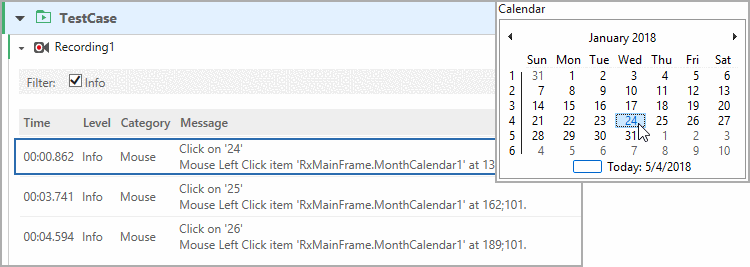 TestCase
Recording1
Filter: Info
Time Level Category Message
00:00.862 Info Mouse Click on '24'
Mouse Left Click item 'RxMainFrame.MonthCalendar1' at 13
00:03.741 Info Mouse Click on '25'
Mouse Left Click item 'RxMainFrame.MonthCalendar1' at 162;101.
00:04.594 Info Mouse Click on '26'
Mouse Left Click item 'RxMainFrame.MonthCalendar1' at 189;101.
Calendar
January 2018
Sun Mon Tue Wed Thu Fri Sat
1 31 1 2 3 4 5 6
2 7 8 9 10 11 12 13
3 14 15 16 17 18 19 20
4 21 22 23 24 25 26 27
5 28 29 30 31 1 2 3
6 4 5 6 7 8 9 10
Today: 5/4/2018